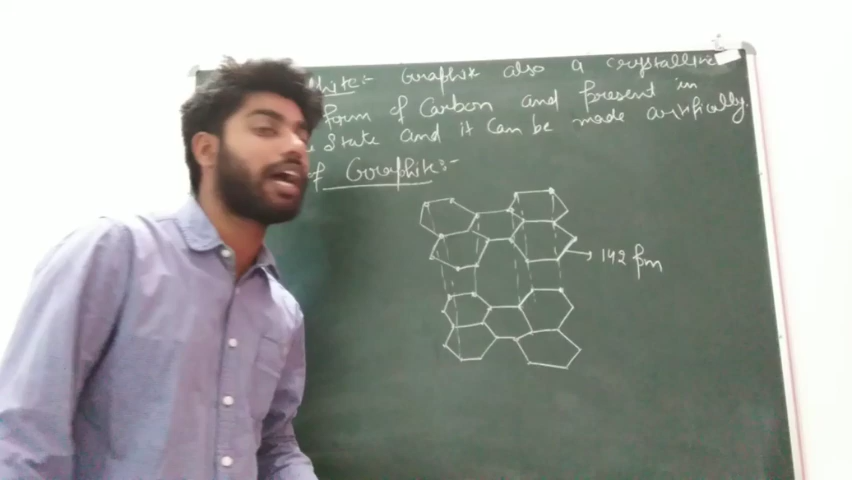 hite:- Graphite also a crystalline
form of Carbon and present in
State and it can be made artifically.
of Graphite:-
142 pm